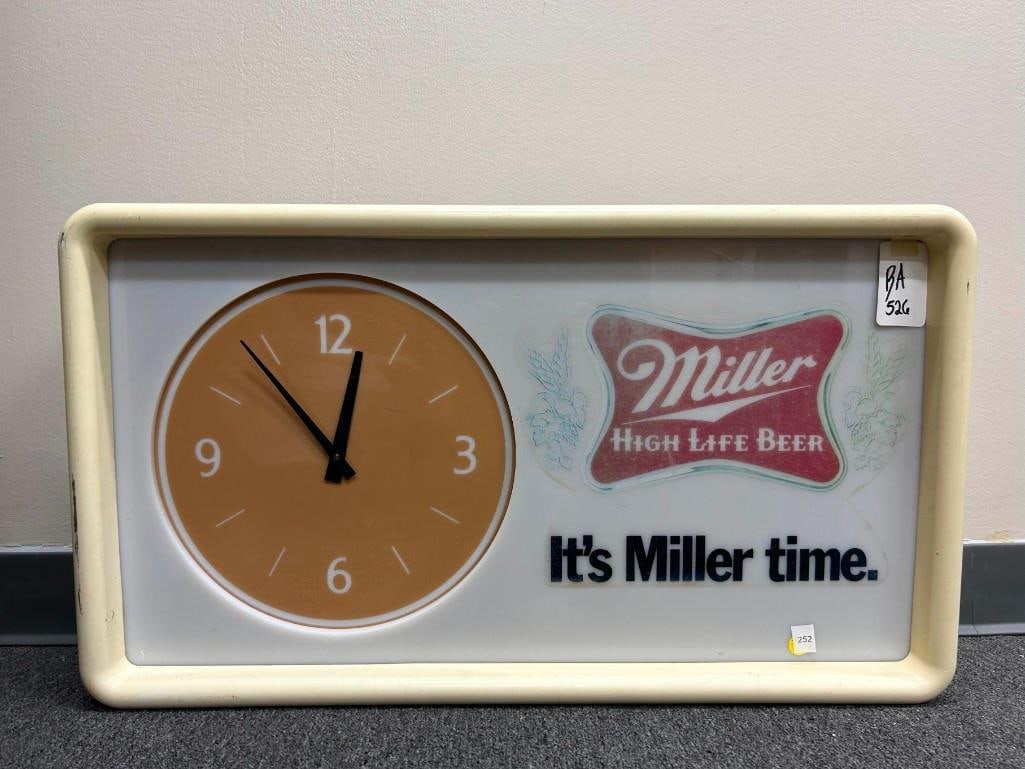 12
9
3
6
BA
526
Miller
HIGH LIFE BEER
It's Miller time.
252